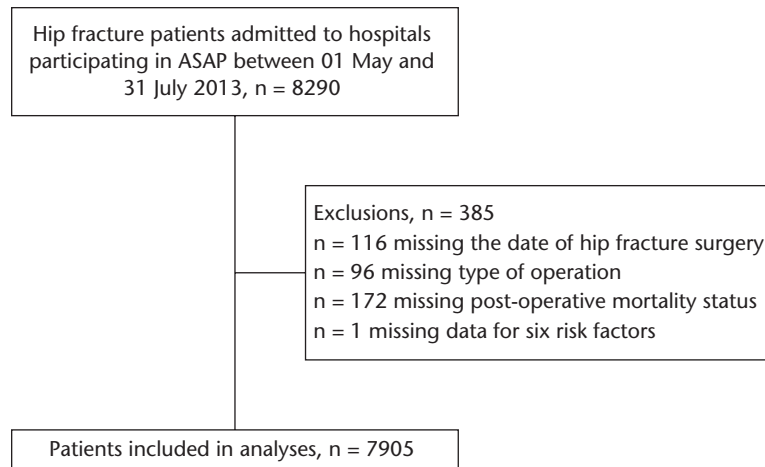 Hip fracture patients admitted to hospitals
participating in ASAP between 01 May and
31 July 2013, n = 8290
Exclusions, n = 385
n = 116 missing the date of hip fracture surgery
n = 96 missing type of operation
n = 172 missing post-operative mortality status
n = 1 missing data for six risk factors
Patients included in analyses, n = 7905